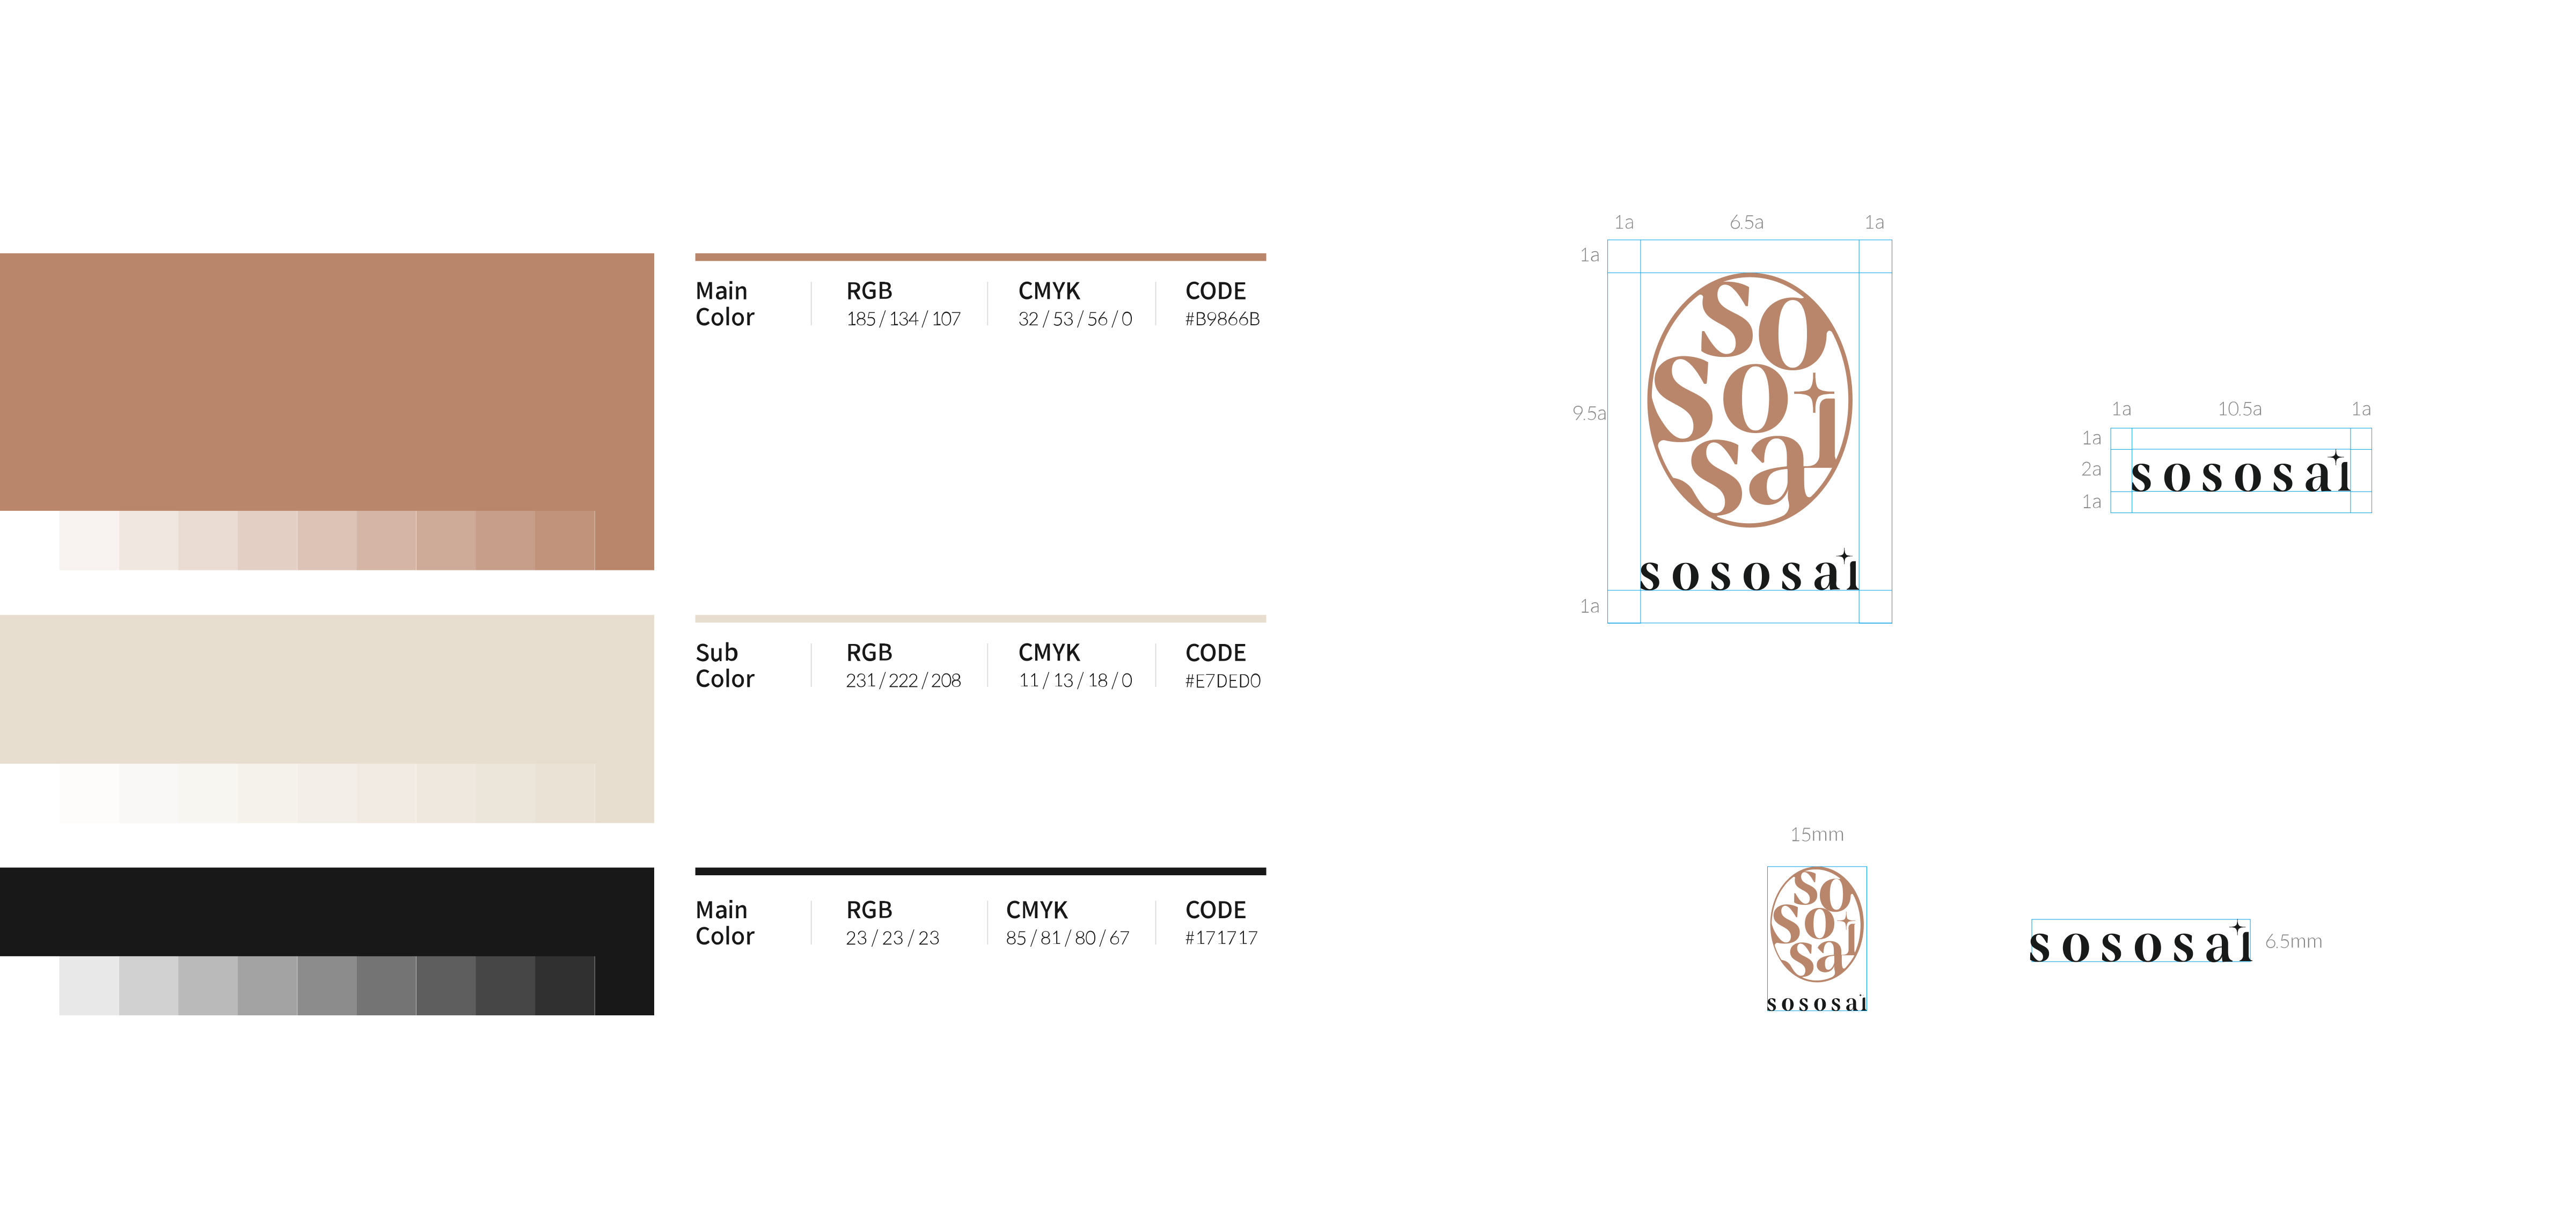 Main
Color
RGB
185 / 134 / 107
CMYK
32 / 53 / 56 / 0
CODE
#B9866B
Sub
Color
RGB
231 / 222 / 208
CMYK
11 / 13 / 18 / 0
CODE
#E7DED0
Main
Color
RGB
23 / 23 / 23
CMYK
85 / 81 / 80 / 67
CODE
#171717
1a
6.5a
1a
1a
9.5a
1a
so
so
sai
sososai
1a
10.5a
1a
1a
2a
1a
sososai
15mm
so
so
sai
sososai
sososai
6.5mm